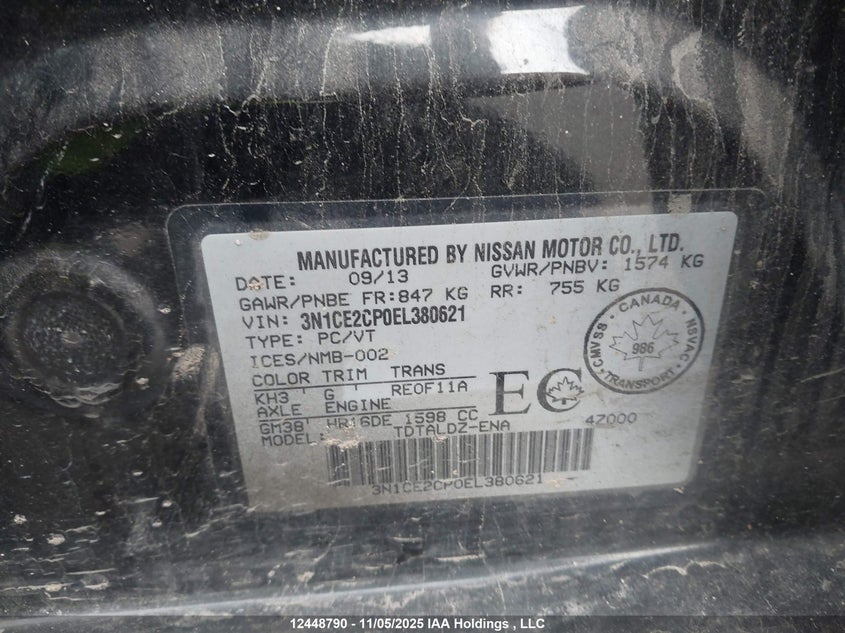 MANUFACTURED BY NISSAN MOTOR CO., LTD.
DATE: 09/13 GVWR/PNBV: 1574 KG
GAWR/PNBE FR:847 KG RR: 755 KG
VIN: 3N1CE2CP0EL380621
TYPE: PC/VT
ICES/NMB-002
COLOR TRIM TRANS
KH3 G RE0F11A
AXLE ENGINE
GM38 HR16DE 1598 CC
MODEL: TDTALDZ-ENA 4Z000
EC
CANADA
CMVSS 986 NSVAC
TRANSPORT
3N1CE2CP0EL380621
12448790 - 11/05/2025 IAA Holdings , LLC